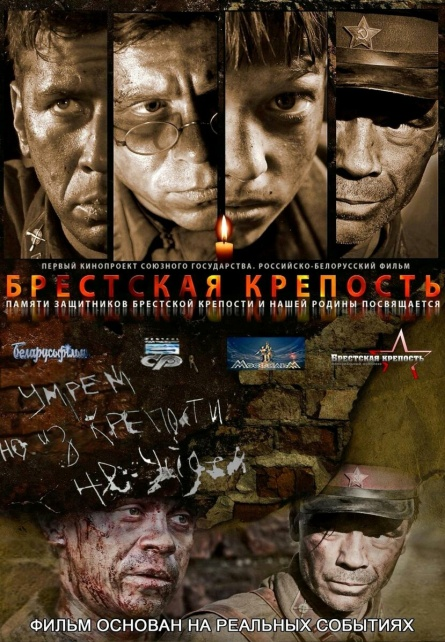 ПЕРВЫЙ КИНОПРОЕКТ СОЮЗНОГО ГОСУДАРСТВА. РОССИЙСКО-БЕЛОРУССКИЙ ФИЛЬМ
БРЕСТСКАЯ КРЕПОСТЬ
ПАМЯТИ ЗАЩИТНИКОВ БРЕСТСКОЙ КРЕПОСТИ И НАШЕЙ РОДИНЫ ПОСВЯЩАЕТСЯ
Беларусьфільм
БРЕСТСКАЯ КРЕПОСТЬ
УМРЕМ
НО ИЗ КРЕПОСТИ
НЕ УЙДЕМ
ФИЛЬМ ОСНОВАН НА РЕАЛЬНЫХ СОБЫТИЯХ